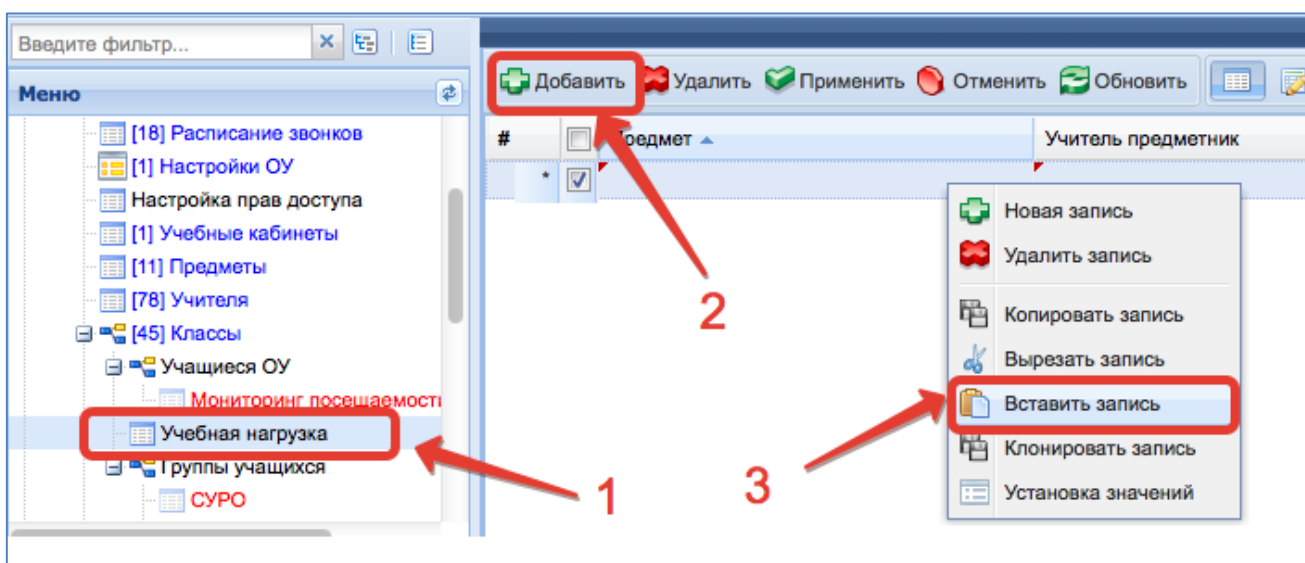 Введите фильтр...
Меню
[18] Расписание звонков
[1] Настройки ОУ
Настройка прав доступа
[1] Учебные кабинеты
[11] Предметы
[78] Учителя
[45] Классы
Учащиеся ОУ
Мониторинг посещаемости
Учебная нагрузка
Группы учащихся
СУРО
Добавить Удалить Применить Отменить Обновить
# Предмет Учитель предметник
*
Новая запись
Удалить запись
Копировать запись
Вырезать запись
Вставить запись
Клонировать запись
Установка значений
1
2
3